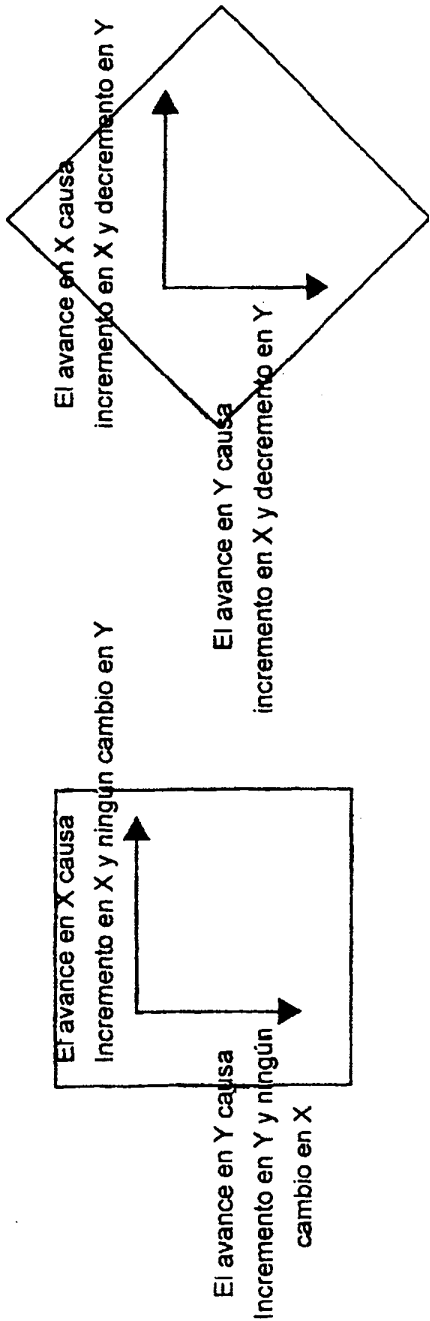 El avance en X causa
Incremento en X y ningún cambio en Y
El avance en Y causa
Incremento en Y y ningún
cambio en X
El avance en X causa
incremento en X y decremento en Y
El avance en Y causa
incremento en X y decremento en Y